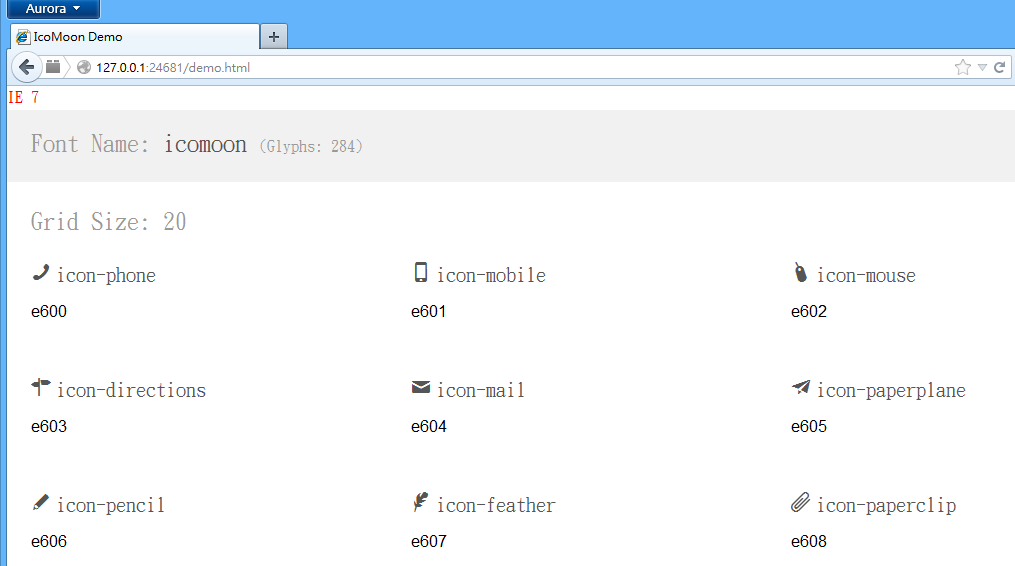 Aurora
IcoMoon Demo
127.0.0.1:24681/demo.html
IE 7
Font Name: icomoon (Glyphs: 284)
Grid Size: 20
icon-phone icon-mobile icon-mouse
e600 e601 e602
icon-directions icon-mail icon-paperplane
e603 e604 e605
icon-pencil icon-feather icon-paperclip
e606 e607 e608